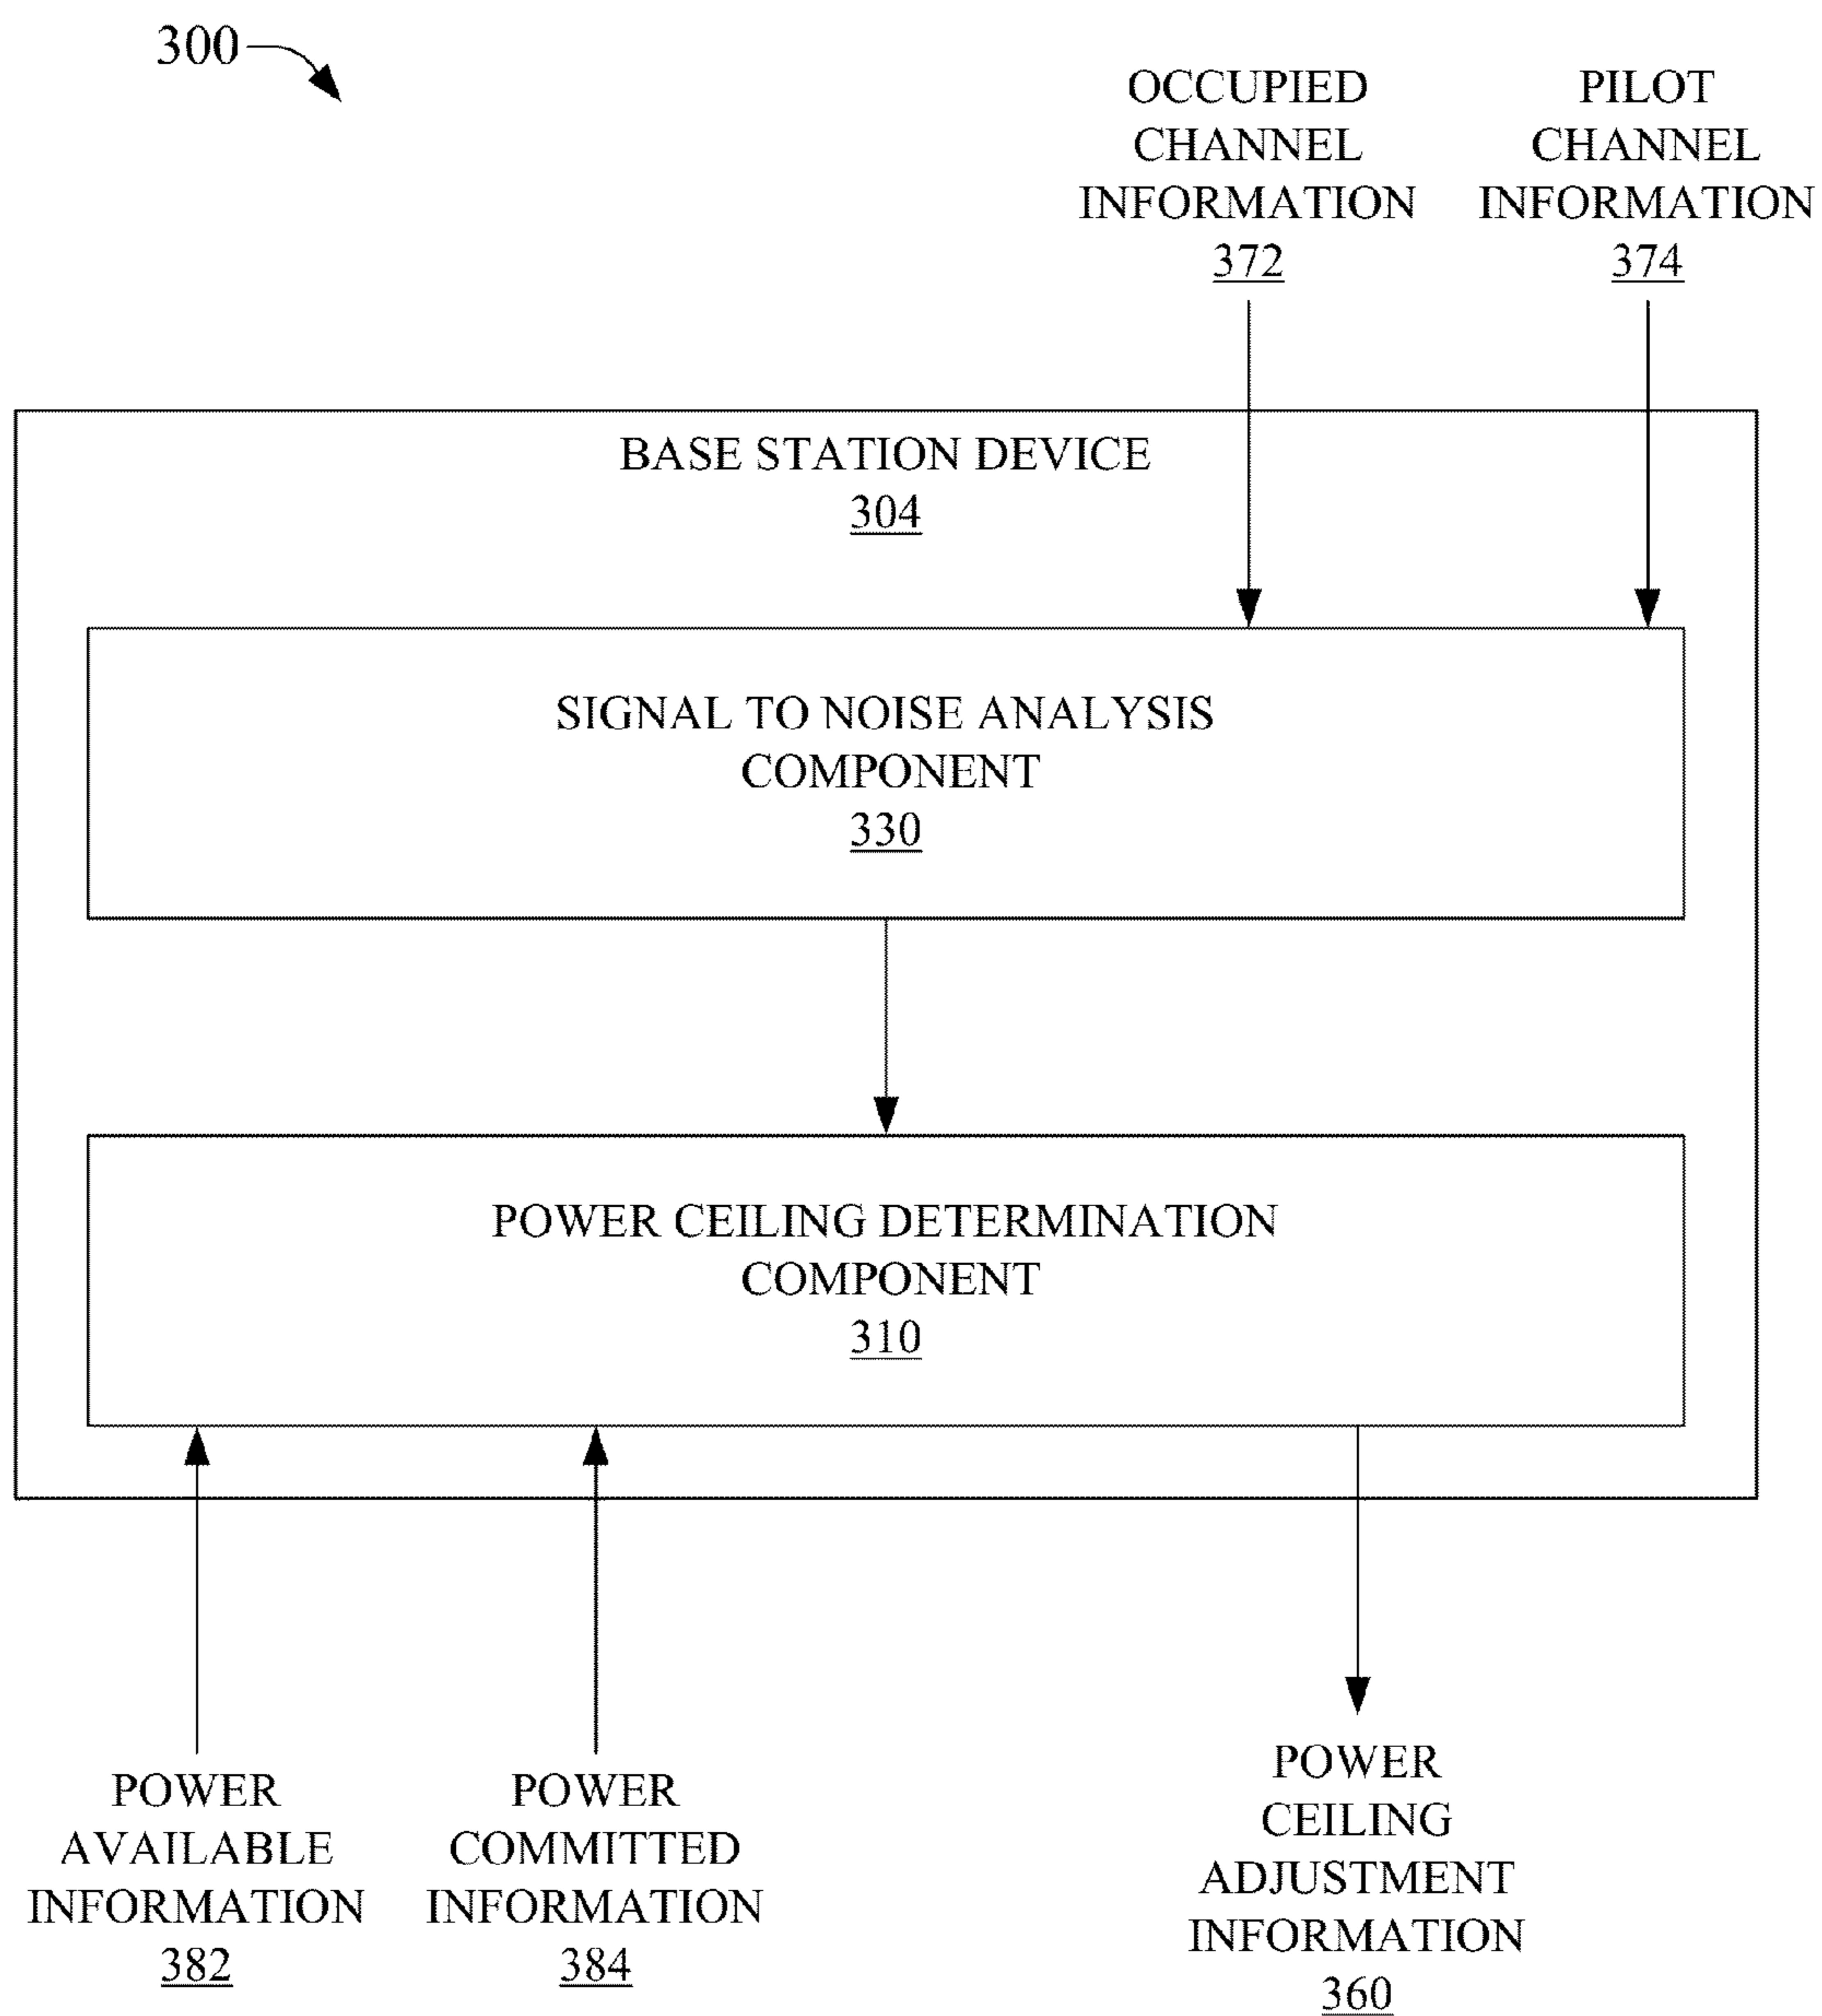 300
OCCUPIED
CHANNEL
INFORMATION
372
PILOT
CHANNEL
INFORMATION
374
BASE STATION DEVICE
304
SIGNAL TO NOISE ANALYSIS
COMPONENT
330
POWER CEILING DETERMINATION
COMPONENT
310
POWER
AVAILABLE
INFORMATION
382
POWER
COMMITTED
INFORMATION
384
POWER
CEILING
ADJUSTMENT
INFORMATION
360